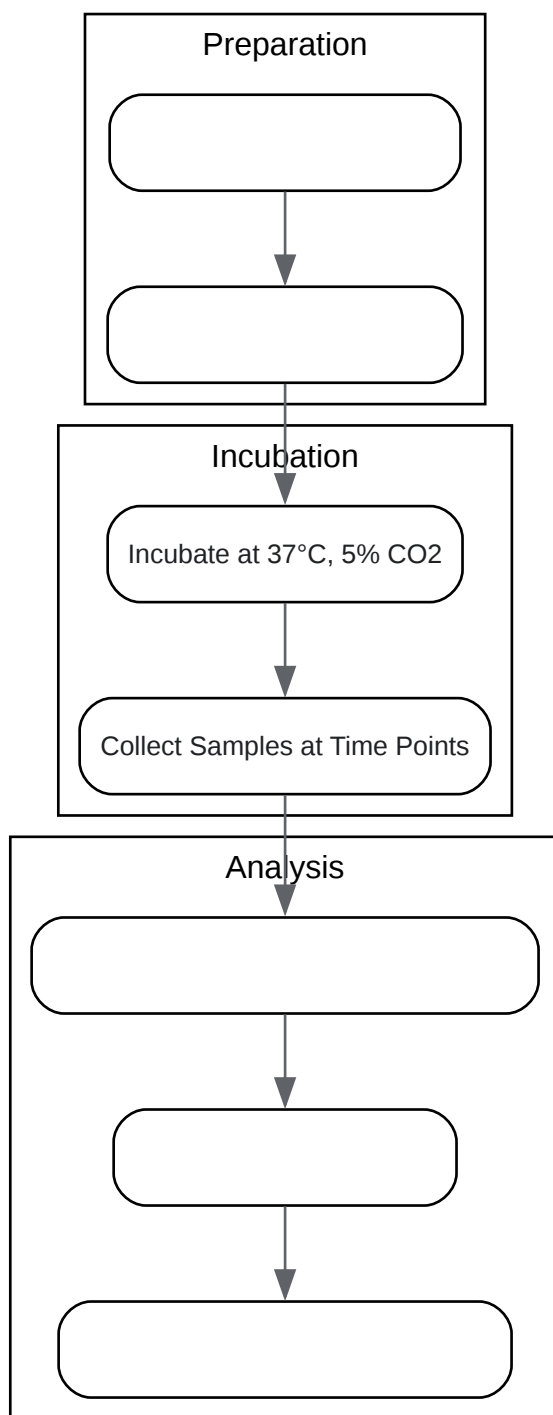 Preparation
Incubation
Incubate at 37°C, 5% CO2
Collect Samples at Time Points
Analysis